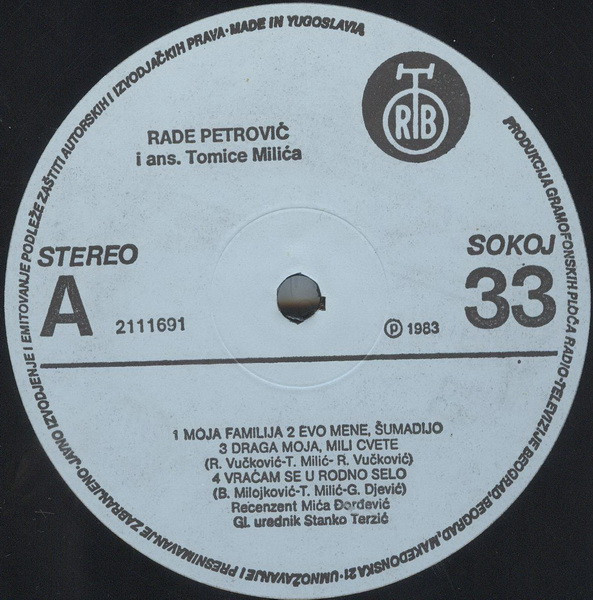 JAVNO IZVODJENJE I EMITOVANJE PODLEŽE ZAŠTITI AUTORSKIH I IZVODJAČKIH PRAVA·MADE IN YUGOSLAVIA
PRODUKCIJA GRAMOFONSKIH PLOČA RADIO-TELEVIZIJE BEOGRAD, BEOGRAD, MAKEDONSKA 21·UMNOŽAVANJE I PRESNIMAVANJE ZABRANJENO·
RTB
RADE PETROVIĆ
i ans. Tomice Milića
STEREO
SOKOJ
A
2111691
℗ 1983
33
1 MOJA FAMILIJA 2 EVO MENE, ŠUMADIJO
3 DRAGA MOJA, MILI CVETE
(R. Vučković-T. Milić- R. Vučković)
4 VRAĆAM SE U RODNO SELO
(B. Milojković-T. Milić-G. Djević)
Recenzent Mića Đorđević
Gl. urednik Stanko Terzić